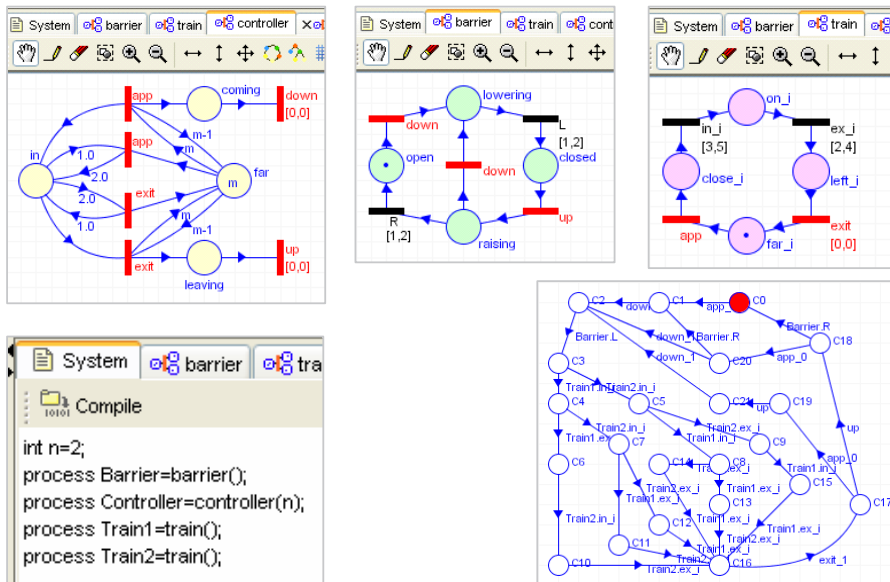 System
barrier
train
controller
app
coming
down
[0,0]
m-1
m
app
in
1.0
2.0
far
m
2.0
exit
1.0
m
m-1
exit
leaving
up
[0,0]
System
barrier
train
cont
lowering
down
L
[1,2]
open
down
closed
R
[1,2]
up
raising
System
barrier
Train
on_i
in_i
[3,5]
ex_i
[2,4]
close_i
left_i
app
far_i
exit
[0,0]
System
barrier
tra
Compile
int n=2;
process Barrier=barrier();
process Controller=controller(n);
process Train1=train();
process Train2=train();
C2
down
C1
app_
C0
Barrier.L
down_1
Barrier.R
Barrier.R
C18
C3
down_1
C20
app_0
Train1.in_i
Train2.in_i
C4
C5
C21
up
C19
Train1.ex
Train2.in_i
Train1.in_i
Train2.ex_i
up
C7
C9
C6
C14
C8
app_0
Train2.in_i
Train1.ex_i
Train2.ex_i
Train1.ex_i
Train1.in_i
C15
C13
C17
C12
Train2.ex_i
Train1.ex_i
C11
Train2
C10
C16
exit_1